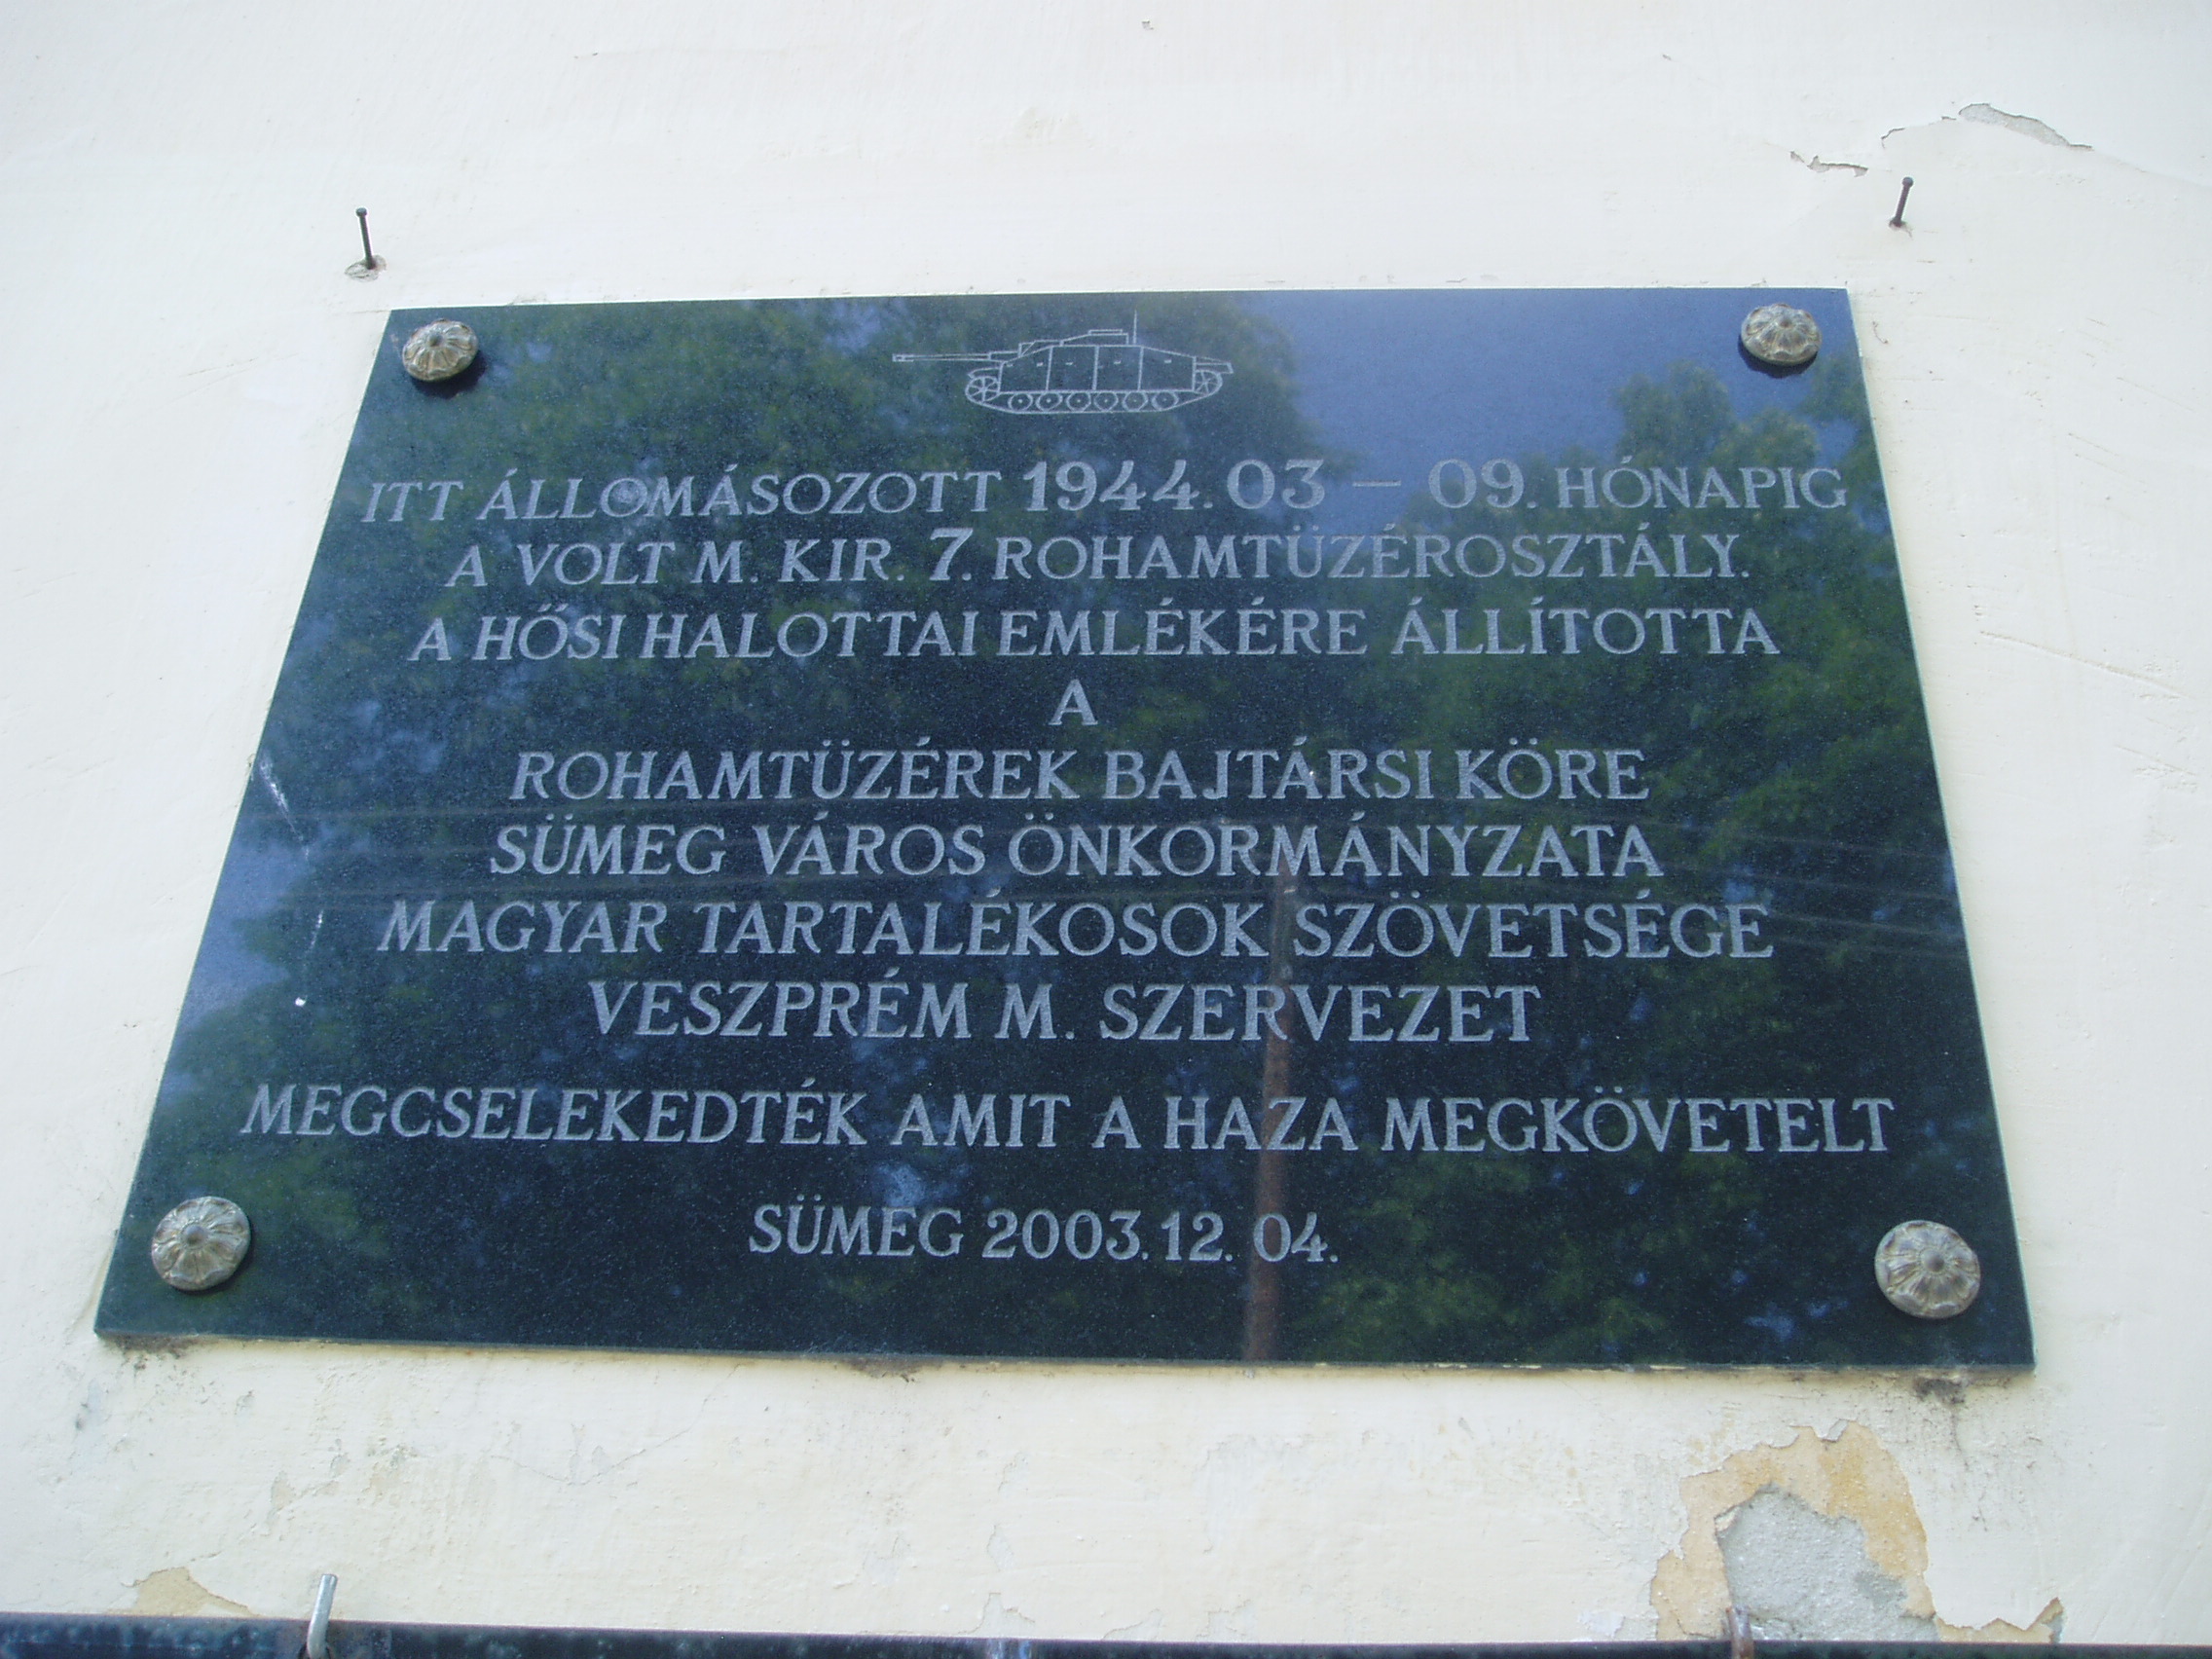 ITT ÁLLOMÁSOZOTT 1944. 03 – 09. HÓNAPIG
A VOLT M. KIR. 7. ROHAMTÜZÉROSZTÁLY.
A HŐSI HALOTTAI EMLÉKÉRE ÁLLÍTOTTA
A
ROHAMTÜZÉREK BAJTÁRSI KÖRE
SÜMEG VÁROS ÖNKORMÁNYZATA
MAGYAR TARTALÉKOSOK SZÖVETSÉGE
VESZPRÉM M. SZERVEZET
MEGCSELEKEDTÉK AMIT A HAZA MEGKÖVETELT
SÜMEG 2003. 12. 04.